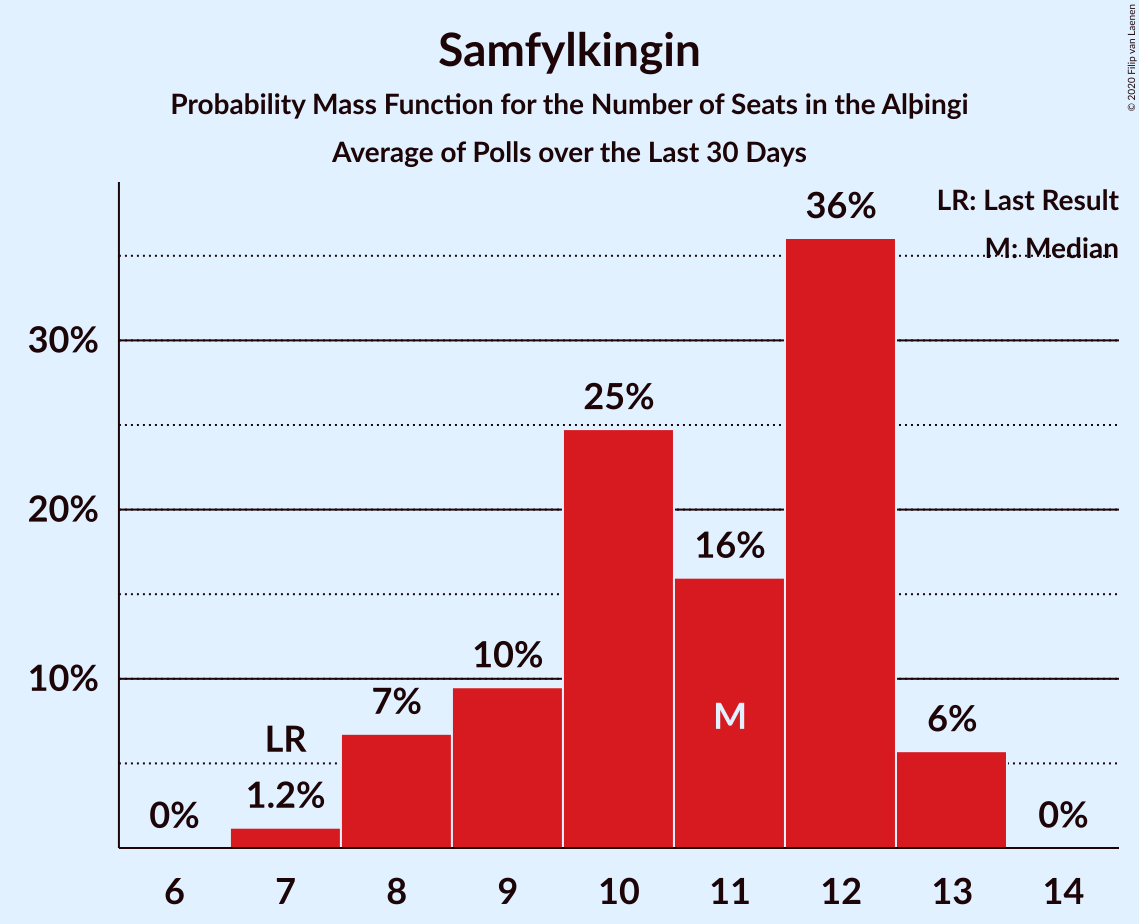 Samfylkingin
Probability Mass Function for the Number of Seats in the Alþingi
Average of Polls over the Last 30 Days
© 2020 Filip van Laenen
LR: Last Result
M: Median
36%
30%
25%
20%
16%
10%
10%
7%
M
6%
LR
1.2%
0%
0%
6 7 8 9 10 11 12 13 14